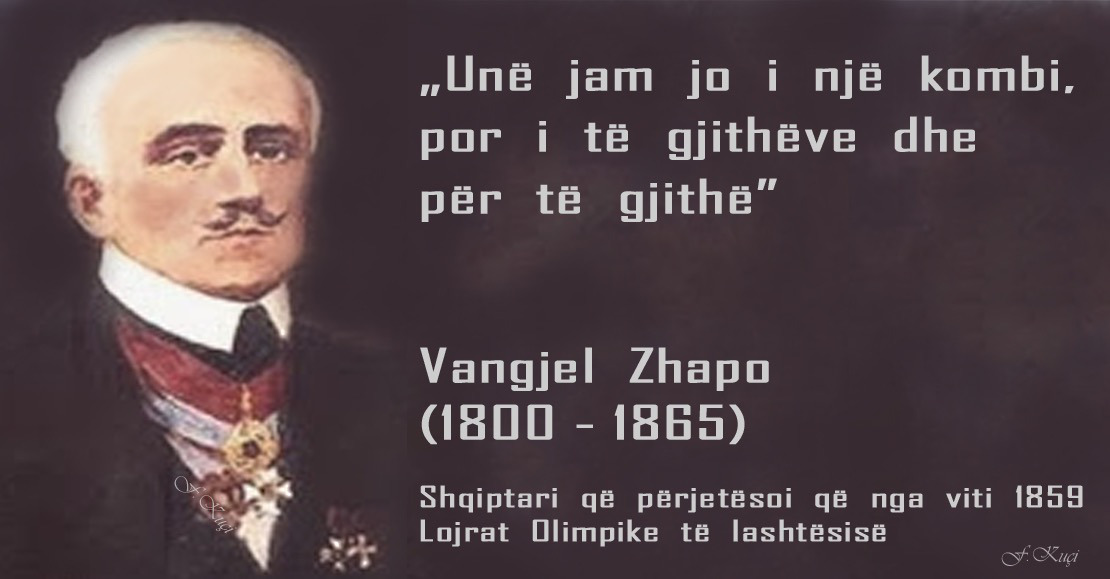 „Unë jam jo i një kombi,
por i të gjithëve dhe
për të gjithë”
Vangjel Zhapo
(1800 - 1865)
Shqiptari që përjetësoi që nga viti 1859
Lojrat Olimpike të lashtësisë
F. Kuçi
F. Kuçi